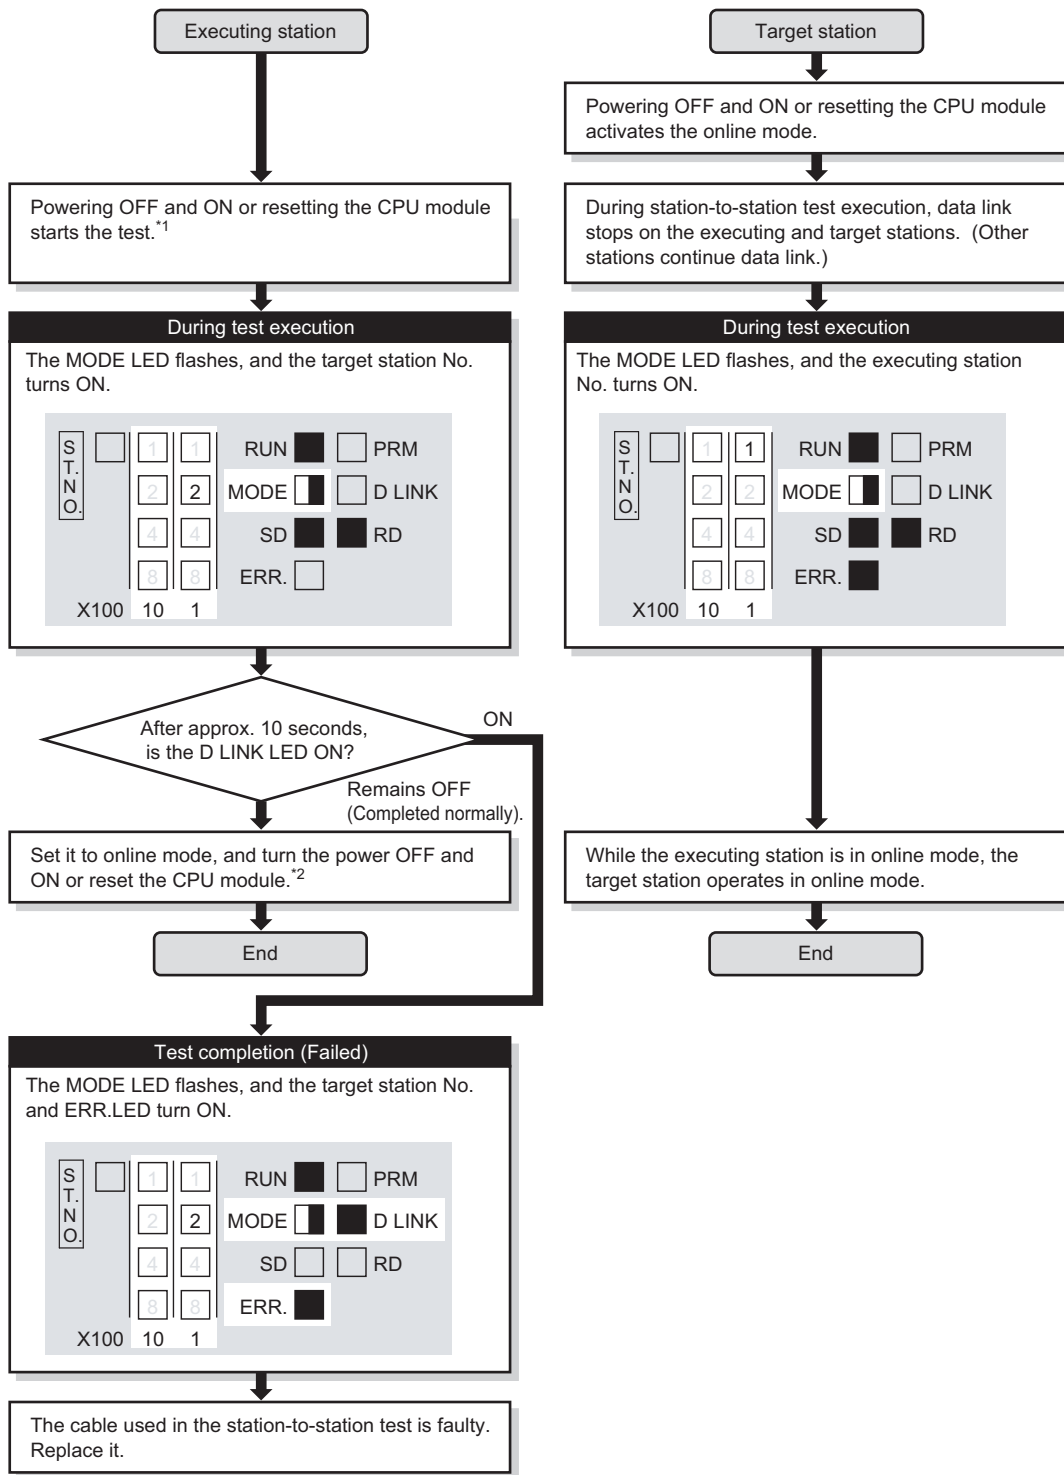 Executing station
Powering OFF and ON or resetting the CPU module
starts the test.*1
During test execution
The MODE LED flashes, and the target station No.
turns ON.
S
T.
N
O.
1 1 RUN PRM
2 2 MODE D LINK
4 4 SD RD
8 8 ERR.
X100 10 1
After approx. 10 seconds,
is the D LINK LED ON?
ON
Remains OFF
(Completed normally).
Set it to online mode, and turn the power OFF and
ON or reset the CPU module.*2
End
Test completion (Failed)
The MODE LED flashes, and the target station No.
and ERR.LED turn ON.
S
T.
N
O.
1 1 RUN PRM
2 2 MODE D LINK
4 4 SD RD
8 8 ERR.
X100 10 1
The cable used in the station-to-station test is faulty.
Replace it.
Target station
Powering OFF and ON or resetting the CPU module
activates the online mode.
During station-to-station test execution, data link
stops on the executing and target stations. (Other
stations continue data link.)
During test execution
The MODE LED flashes, and the executing station
No. turns ON.
S
T.
N
O.
1 1 RUN PRM
2 2 MODE D LINK
4 4 SD RD
8 8 ERR.
X100 10 1
While the executing station is in online mode, the
target station operates in online mode.
End